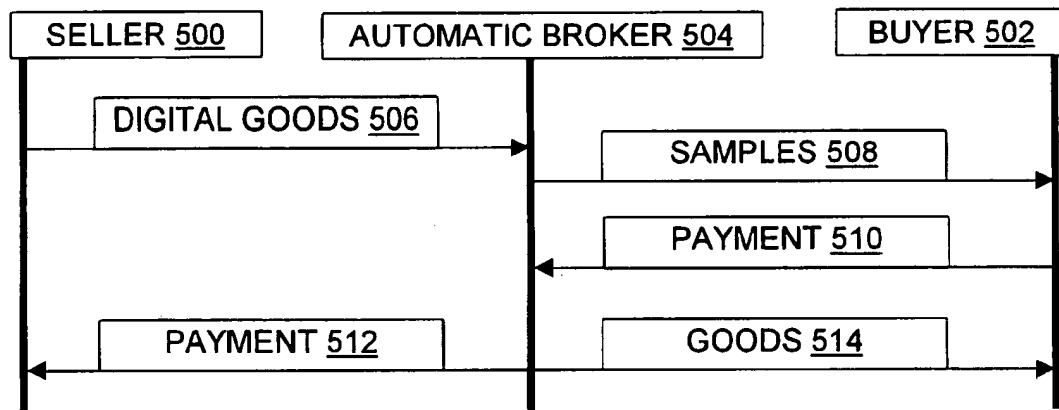 SELLER 500
AUTOMATIC BROKER 504
BUYER 502
DIGITAL GOODS 506
SAMPLES 508
PAYMENT 510
PAYMENT 512
GOODS 514